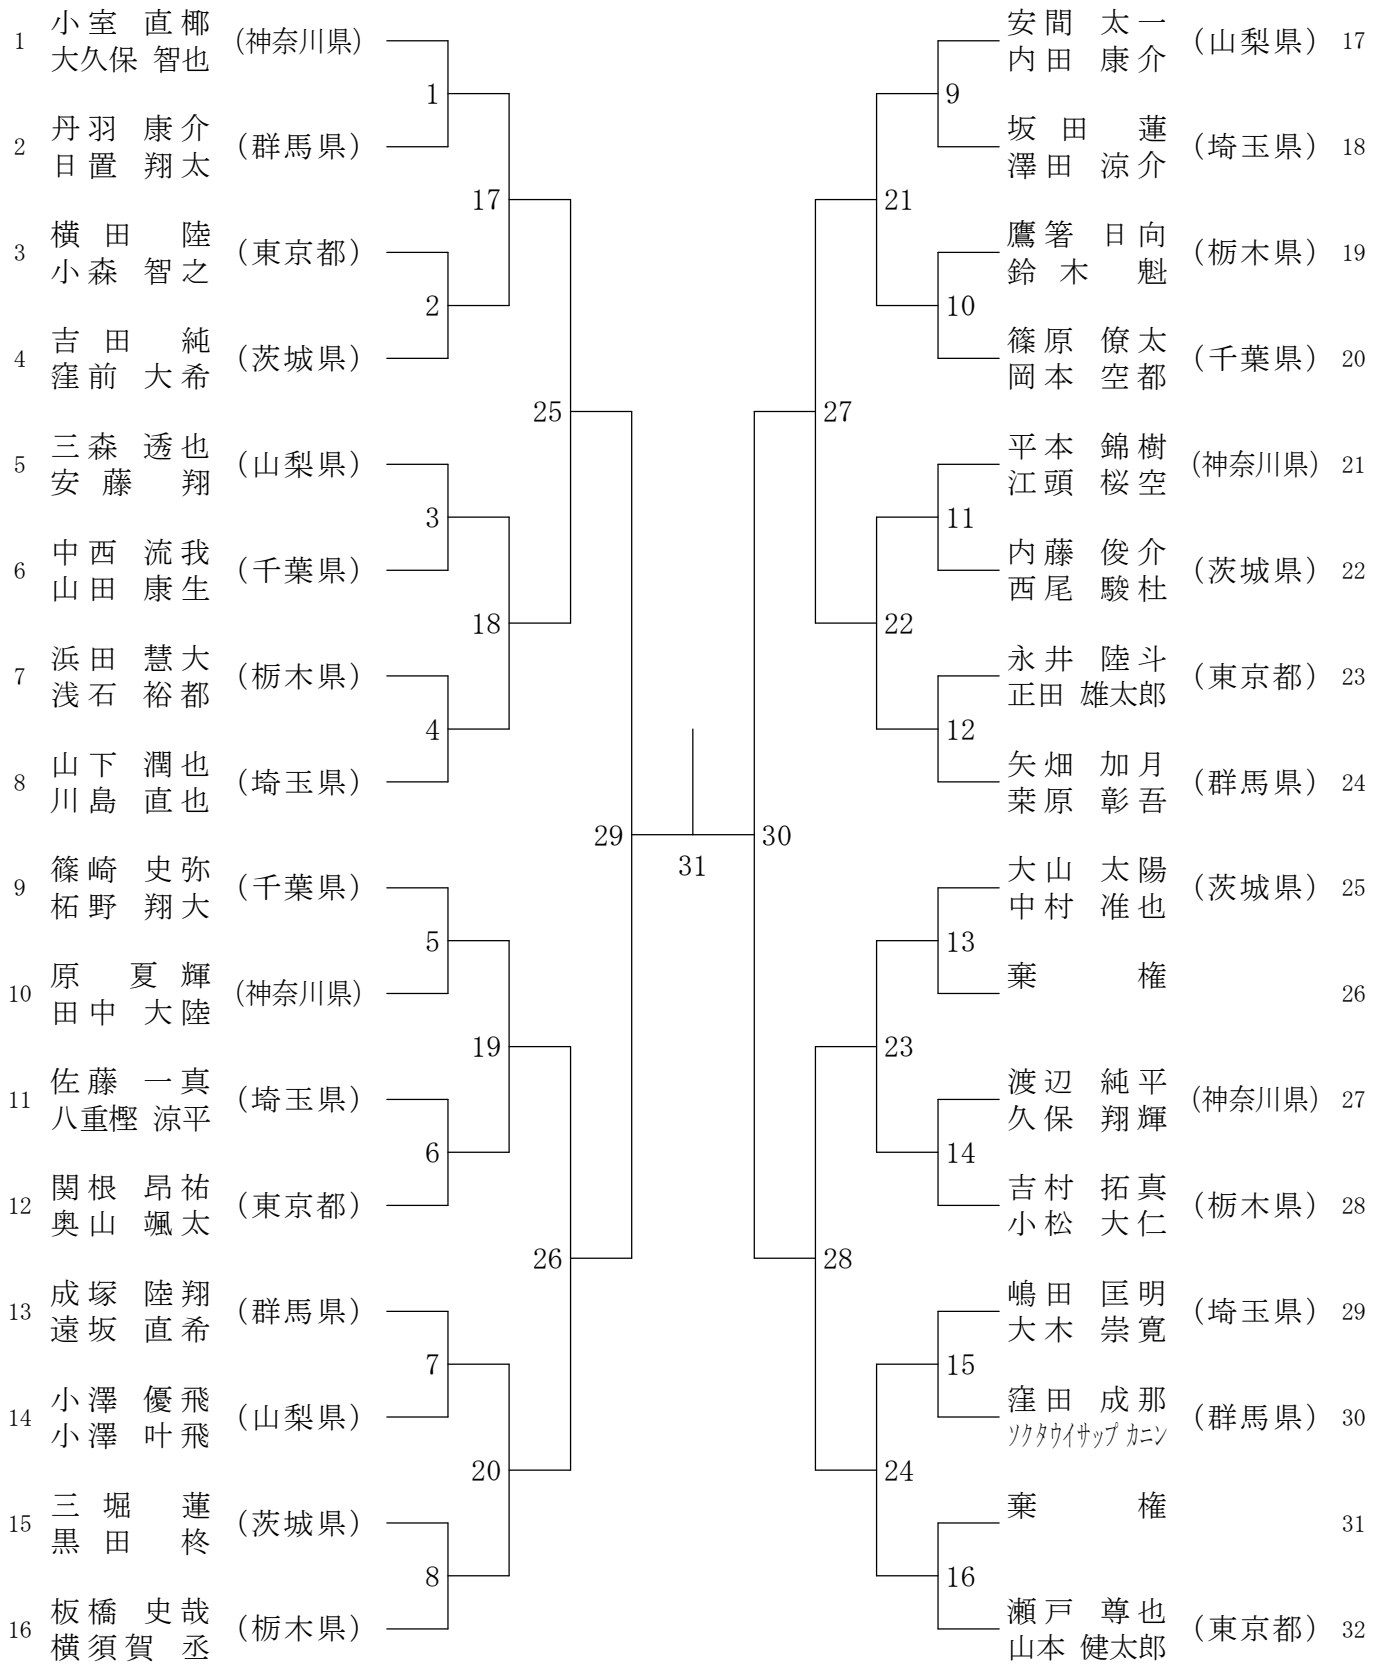 1 小室 直椰 (神奈川県)
大久保 智也
1
2 丹羽 康介 (群馬県)
日置 翔太
17
3 横田 陸 (東京都)
小森 智之
2
4 吉田 純 (茨城県)
窪前 大希
25
5 三森 透也 (山梨県)
安藤 翔
3
6 中西 流我 (千葉県)
山田 康生
18
7 浜田 慧大 (栃木県)
浅石 裕都
4
8 山下 潤也 (埼玉県)
川島 直也
29
9 篠崎 史弥 (千葉県)
柘野 翔大
5
10 原 夏輝 (神奈川県)
田中 大陸
19
11 佐藤 一真 (埼玉県)
八重樫 涼平
6
12 関根 昂祐 (東京都)
奥山 颯太
26
13 成塚 陸翔 (群馬県)
遠坂 直希
7
14 小澤 優飛 (山梨県)
小澤 叶飛
20
15 三堀 蓮 (茨城県)
黒田 柊
8
16 板橋 史哉 (栃木県)
横須賀 丞
31
安間 太一 (山梨県) 17
内田 康介
9
坂田 蓮 (埼玉県) 18
澤田 涼介
21
鷹箸 日向 (栃木県) 19
鈴木 魁
10
篠原 僚太 (千葉県) 20
岡本 空都
27
平本 錦樹 (神奈川県) 21
江頭 桜空
11
内藤 俊介 (茨城県) 22
西尾 駿杜
22
永井 陸斗 (東京都) 23
正田 雄太郎
12
矢畑 加月 (群馬県) 24
桒原 彰吾
30
大山 太陽 (茨城県) 25
中村 准也
13
棄権 26
23
渡辺 純平 (神奈川県) 27
久保 翔輝
14
吉村 拓真 (栃木県) 28
小松 大仁
28
嶋田 匡明 (埼玉県) 29
大木 崇寛
15
窪田 成那 (群馬県) 30
ソクタウイサップ カニン
24
棄権 31
16
瀬戸 尊也 (東京都) 32
山本 健太郎